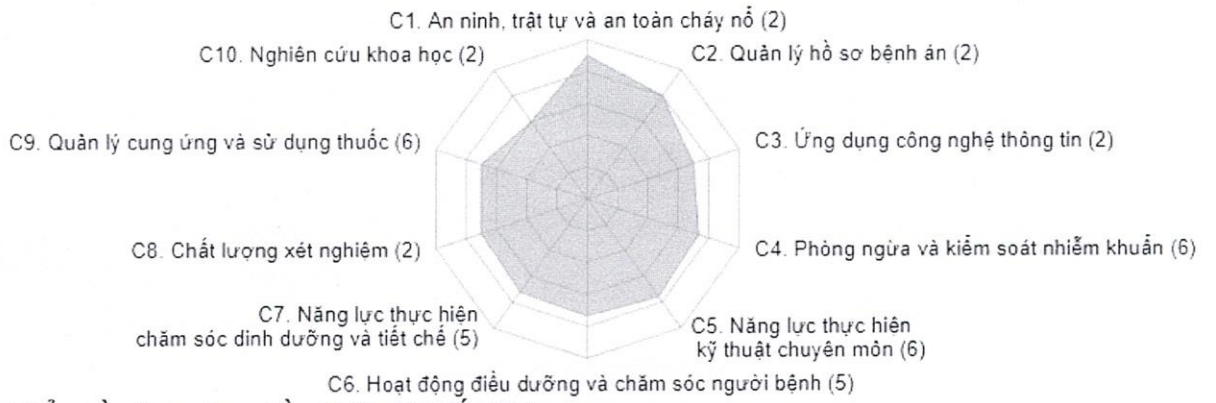 C1. An ninh, trật tự và an toàn cháy nổ (2)
C10. Nghiên cứu khoa học (2)
C2. Quản lý hồ sơ bệnh án (2)
C9. Quản lý cung ứng và sử dụng thuốc (6)
C3. Ứng dụng công nghệ thông tin (2)
C8. Chất lượng xét nghiệm (2)
C4. Phòng ngừa và kiểm soát nhiễm khuẩn (6)
C7. Năng lực thực hiện
chăm sóc dinh dưỡng và tiết chế (5)
C5. Năng lực thực hiện
kỹ thuật chuyên môn (6)
C6. Hoạt động điều dưỡng và chăm sóc người bệnh (5)